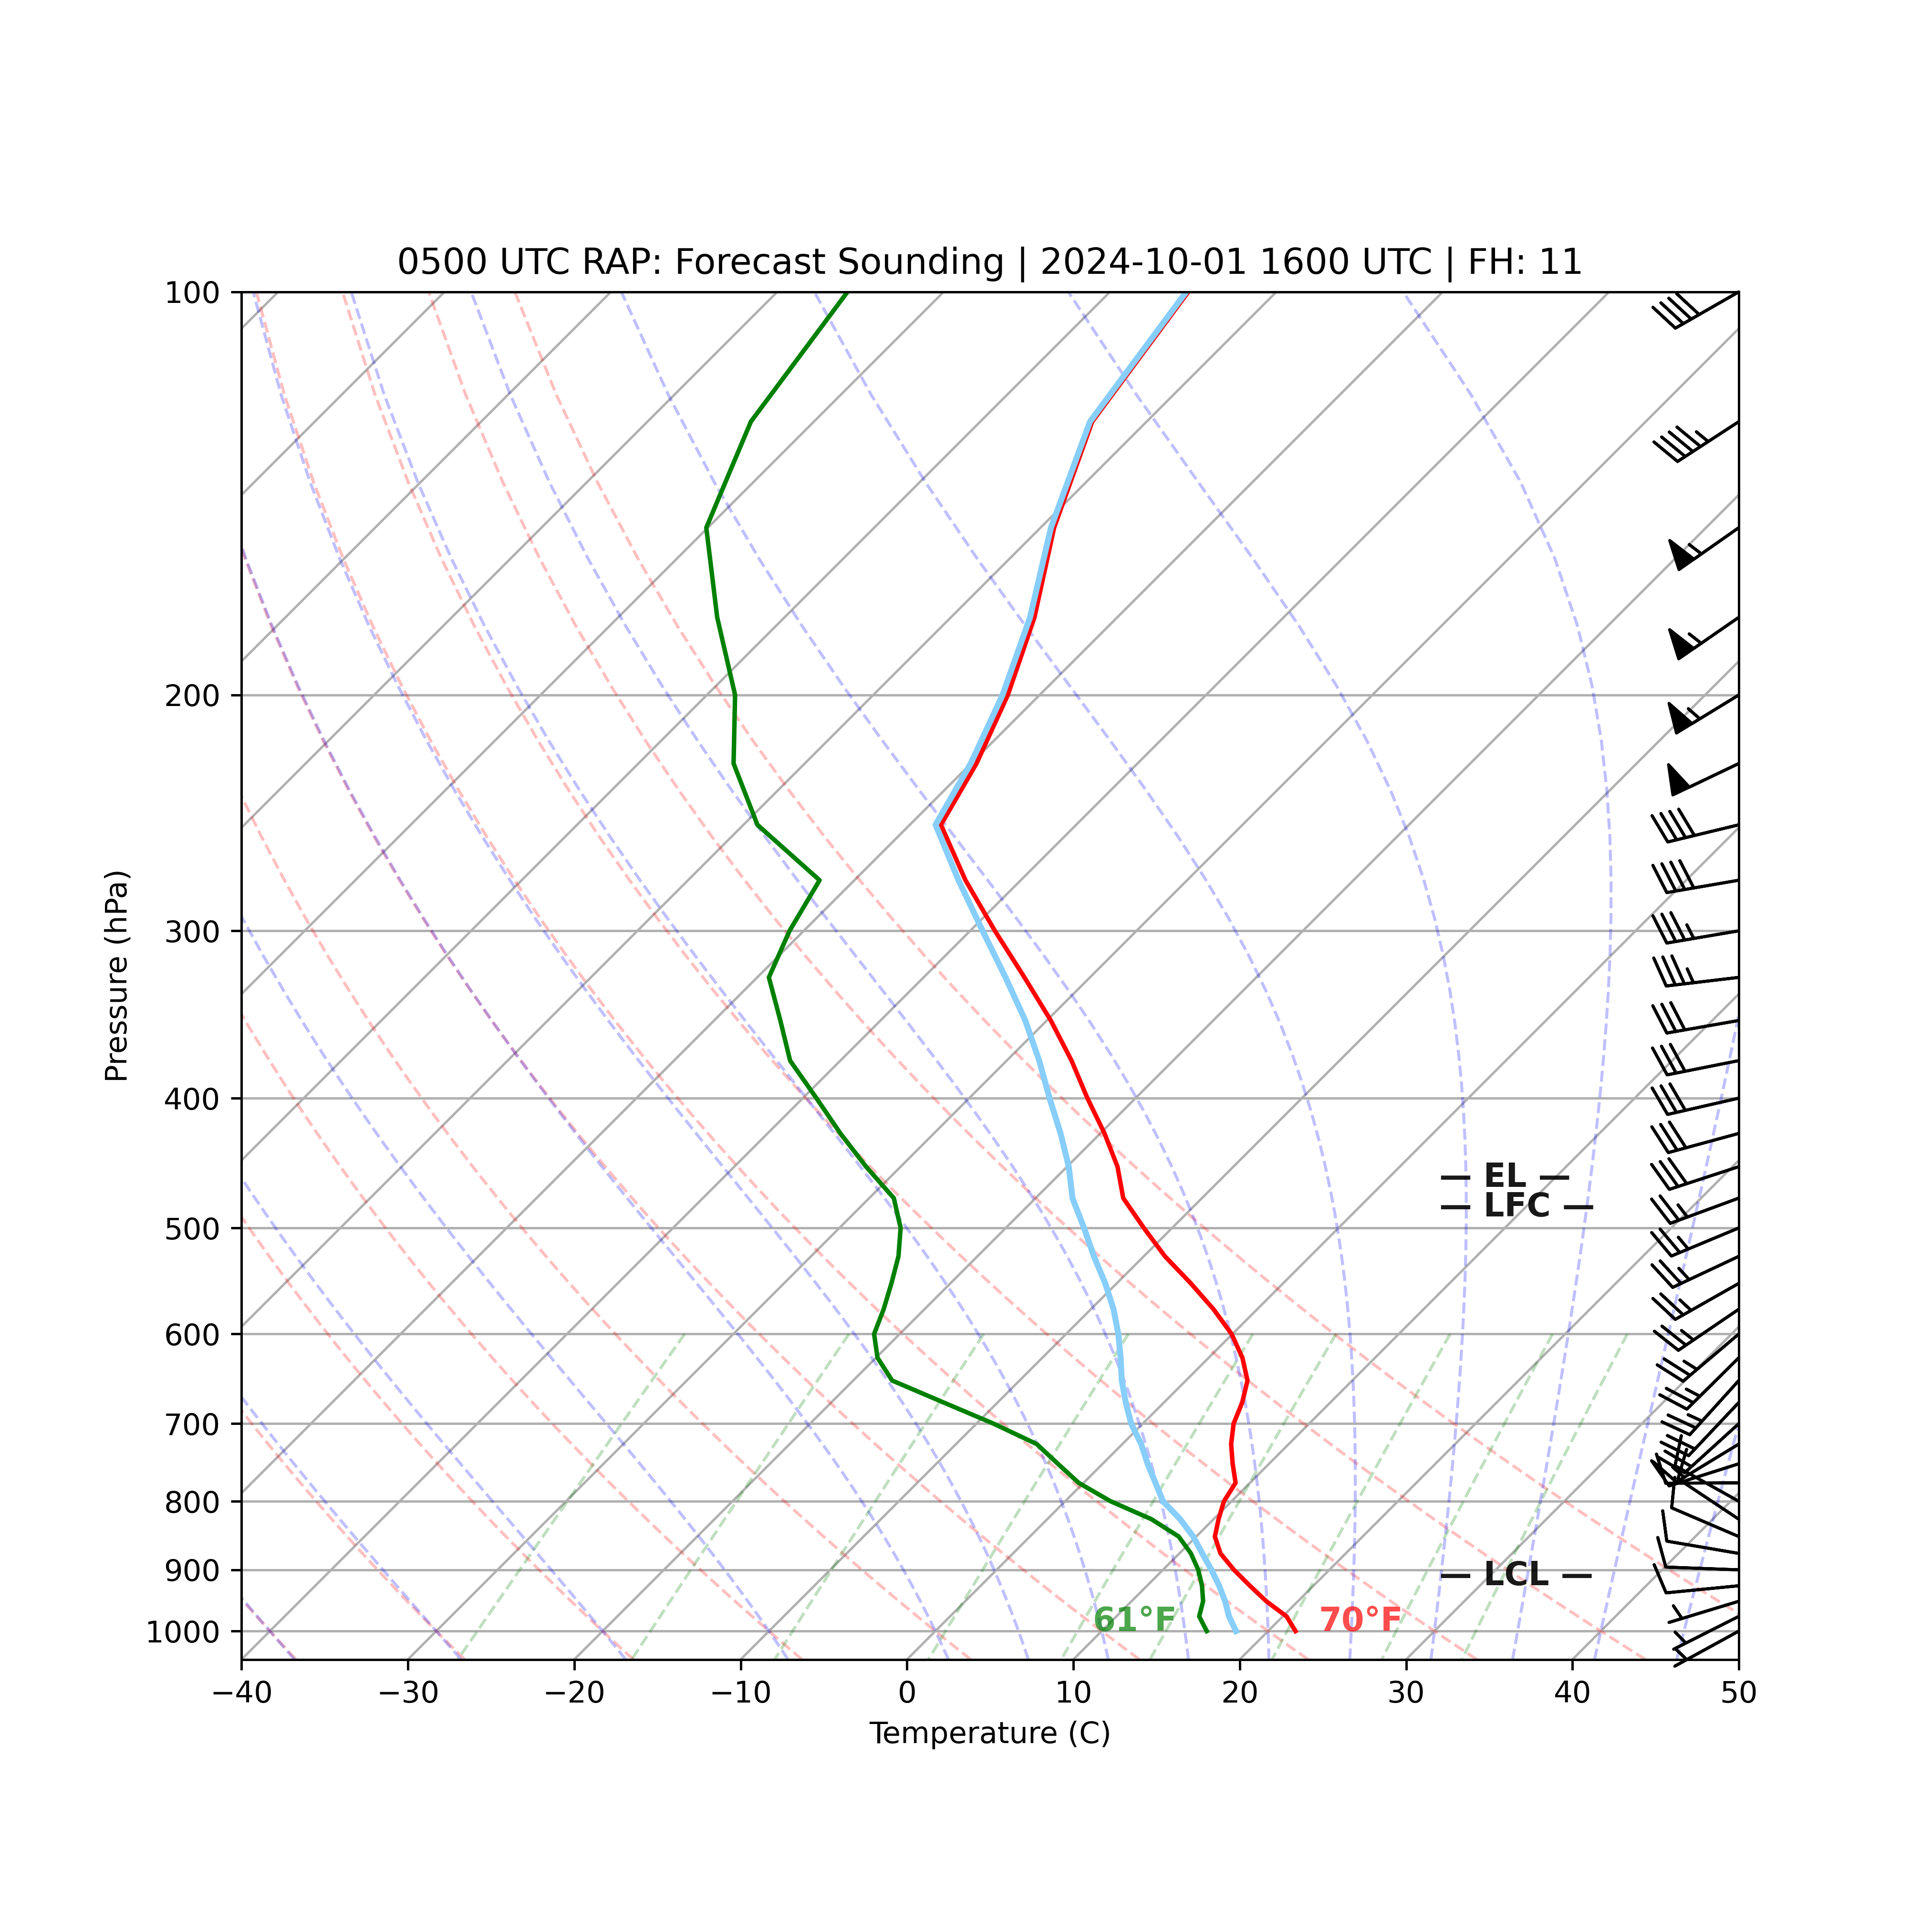 0500 UTC RAP: Forecast Sounding | 2024-10-01 1600 UTC | FH: 11
100
200
300
400
500
600
700
800
900
1000
Pressure (hPa)
— EL —
— LFC —
— LCL —
61°F
70°F
−40 −30 −20 −10 0 10 20 30 40 50
Temperature (C)